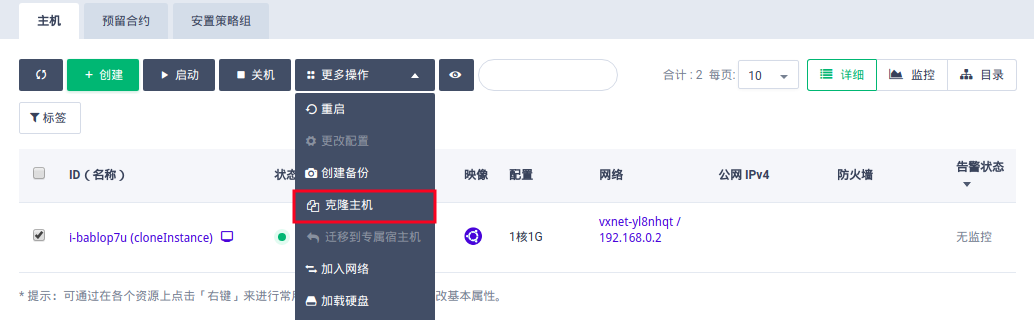 主机 预留合约 安置策略组
+ 创建 启动 关机 更多操作 合计 : 2 每页: 10 详细 监控 目录
标签
重启
更改配置
创建备份
克隆主机
迁移到专属宿主机
加入网络
加载硬盘
ID ( 名称 ) 状态 映像 配置 网络 公网 IPv4 防火墙 告警状态
i-bablop7u (cloneInstance) 1核1G vxnet-yl8nhqt /
192.168.0.2 无监控
* 提示：可通过在各个资源上点击「右键」来进行常用 改基本属性。